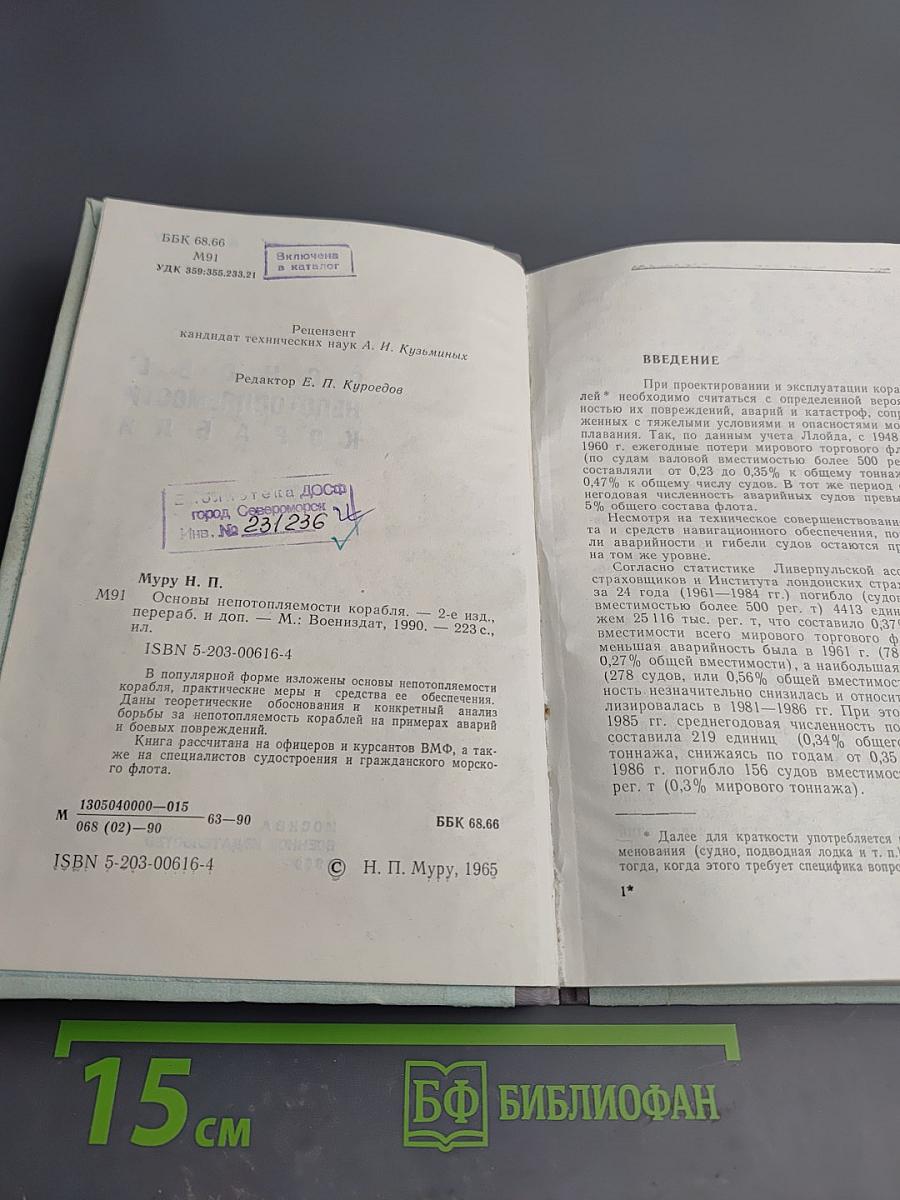 ББК 68.66
М91
УДК 359:355.233.21
Включена
в каталог
Рецензент
кандидат технических наук А. И. Кузьминых
Редактор Е. П. Куроедов
Библиотека ДОСФ
город Североморск
Инв. № 231236
Муру Н. П.
М91 Основы непотопляемости корабля. — 2-е изд.,
перераб. и доп. — М.: Воениздат, 1990. — 223 с.,
ил.
ISBN 5-203-00616-4
В популярной форме изложены основы непотопляемости
корабля, практические меры и средства ее обеспечения.
Даны теоретические обоснования и конкретный анализ
борьбы за непотопляемость кораблей на примерах аварий
и боевых повреждений.
Книга рассчитана на офицеров и курсантов ВМФ, а так-
же на специалистов судостроения и гражданского морско-
го флота.
М 1305040000—015
068 (02)—90 63—90
ББК 68.66
ISBN 5-203-00616-4
© Н. П. Муру, 1965
ВВЕДЕНИЕ
При проектировании и эксплуатации кора
лей* необходимо считаться с определенной вероя
ностью их повреждений, аварий и катастроф, сопр
женных с тяжелыми условиями и опасностями мо
плавания. Так, по данным учета Ллойда, с 1948
1960 г. ежегодные потери мирового торгового фл
(по судам валовой вместимостью более 500 рег
составляли от 0,23 до 0,35% к общему тоннаж
0,47% к общему числу судов. В тот же период
негодовая численность аварийных судов превы
5% общего состава флота.
Несмотря на техническое совершенствовани
та и средств навигационного обеспечения, по
ли аварийности и гибели судов остаются пр
на том же уровне.
Согласно статистике Ливерпульской асс
страховщиков и Института лондонских страх
за 24 года (1961—1984 гг.) погибло (судов
вместимостью более 500 рег. т) 4413 един
жем 25 116 тыс. рег. т, что составило 0,37%
вместимости всего мирового торгового ф
меньшая аварийность была в 1961 г. (78
0,27% общей вместимости), а наибольшая
(278 судов, или 0,56% общей вместимост
ность незначительно снизилась и относит
лизировалась в 1981—1986 гг. При это
1985 гг. среднегодовая численность по
составила 219 единиц (0,34% общего
тоннажа, снижаясь по годам от 0,35
1986 г. погибло 156 судов вместимос
рег. т (0,3% мирового тоннажа).
* Далее для краткости употребляется
менования (судно, подводная лодка и т. п.
тогда, когда этого требует специфика вопро
1*
15 см
БФ БИБЛИОФАН